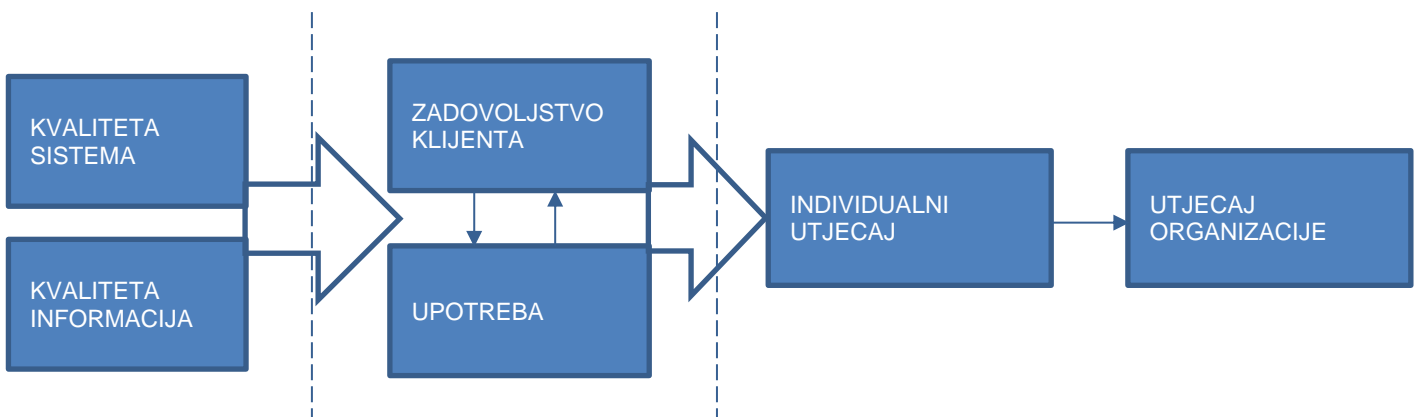 KVALITETA
SISTEMA
KVALITETA
INFORMACIJA
ZADOVOLJSTVO
KLIJENTA
UPOTREBA
INDIVIDUALNI
UTJECAJ
UTJECAJ
ORGANIZACIJE